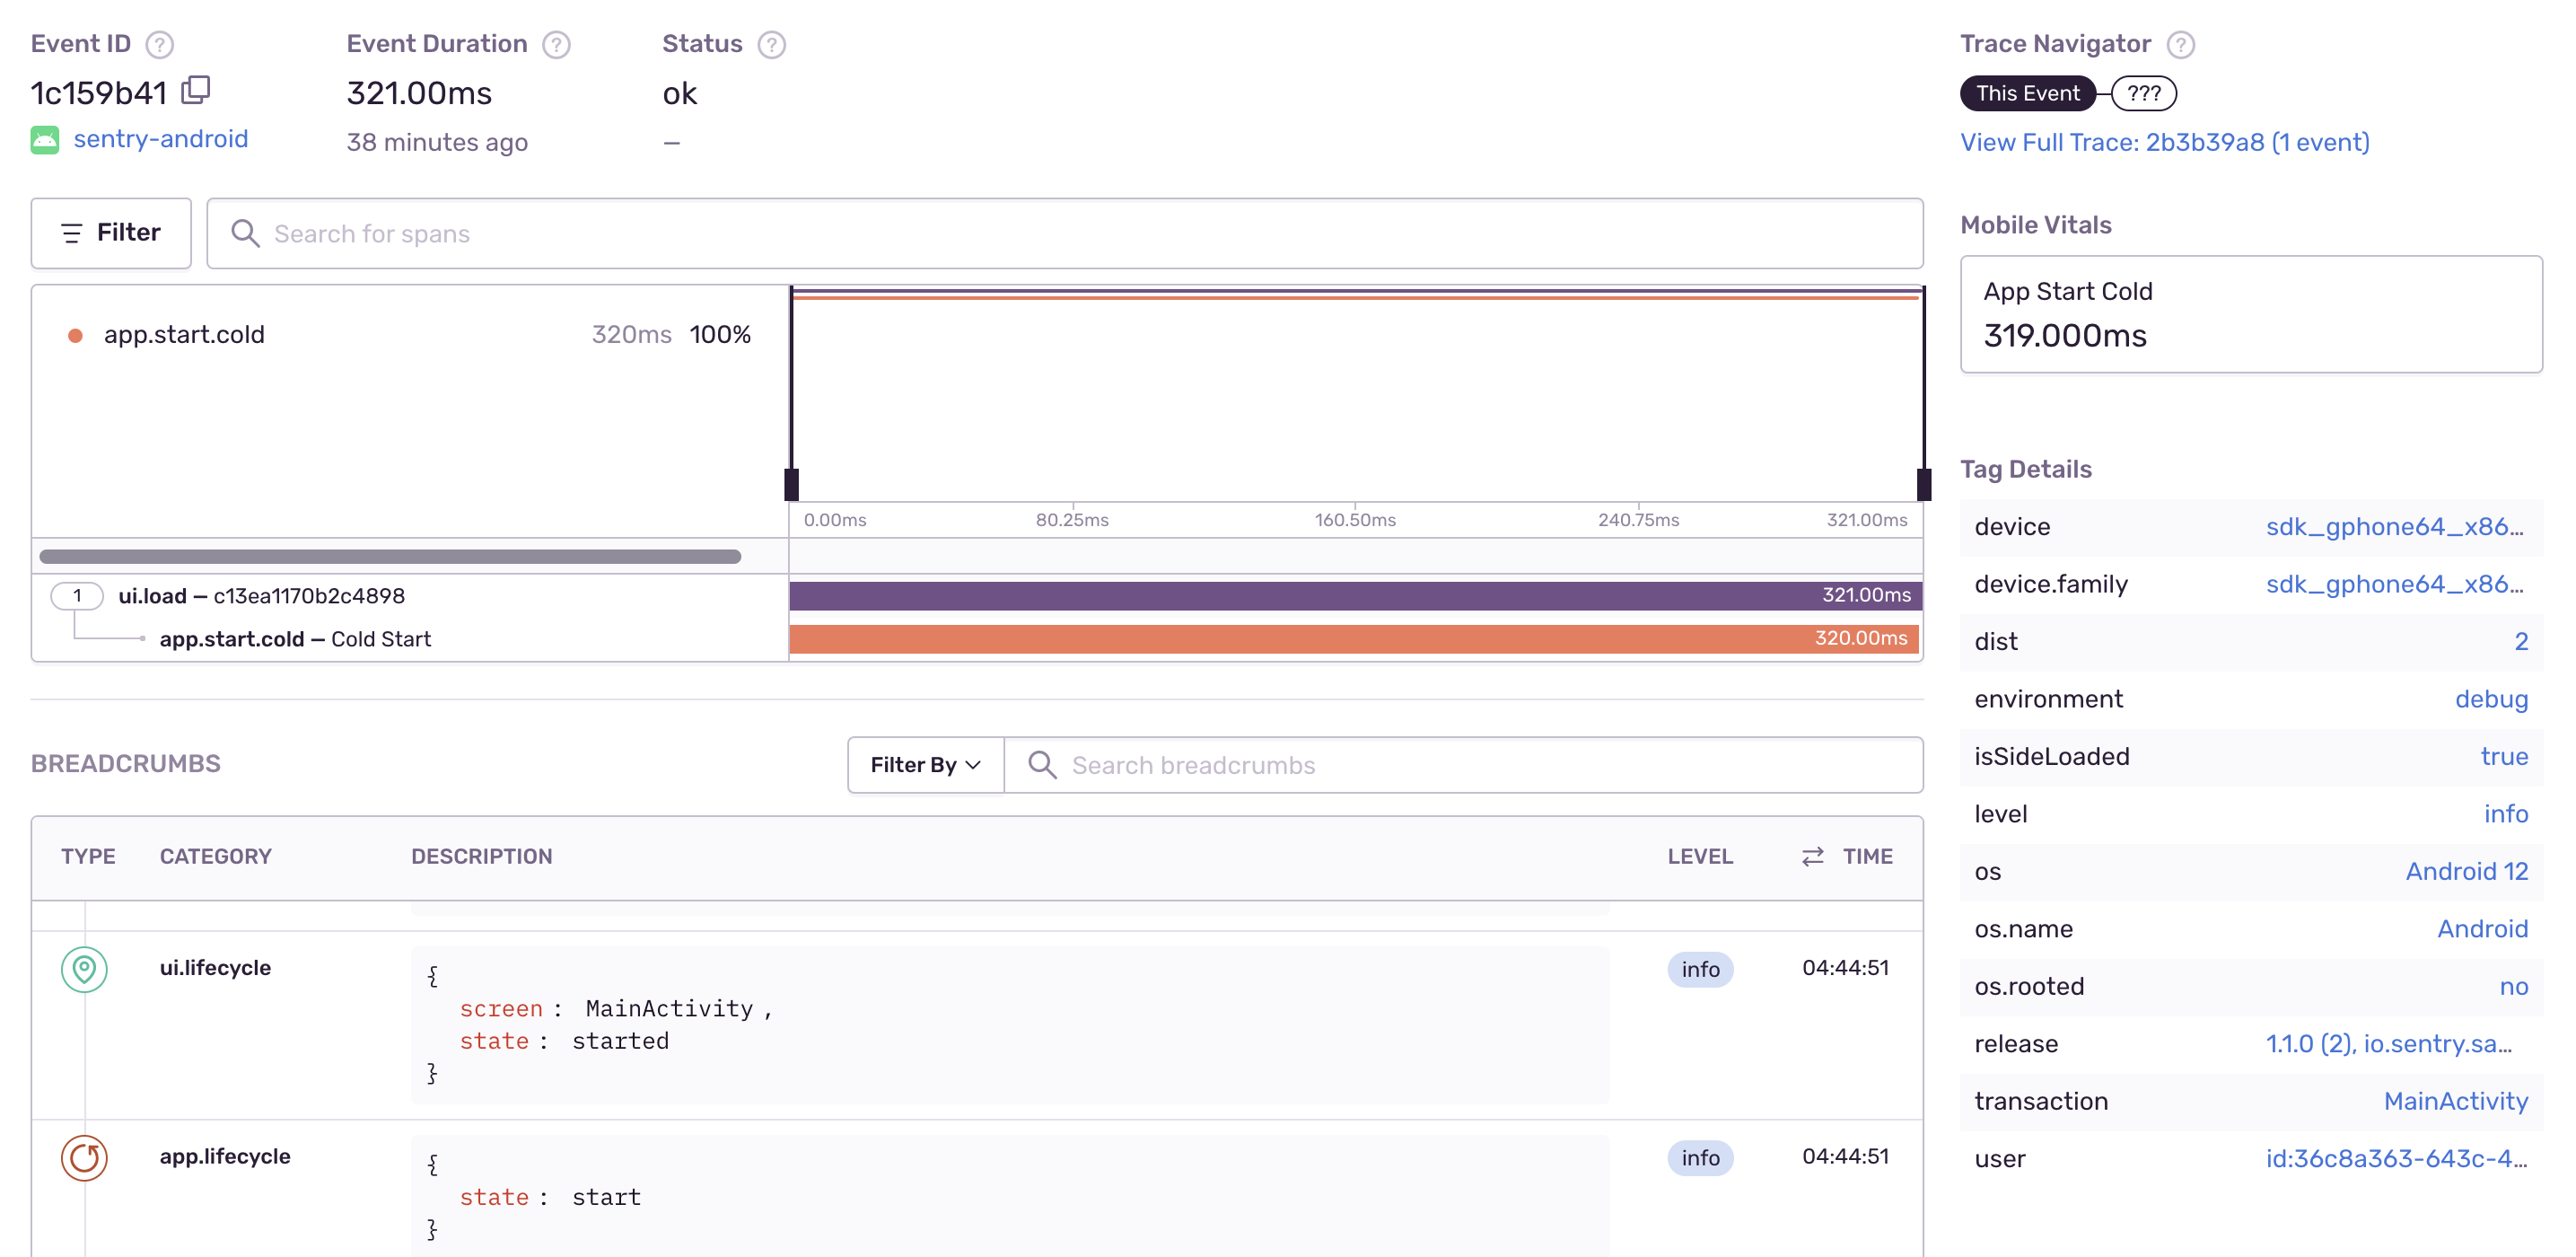 Event ID ?
1c159b41
sentry-android
Event Duration ?
321.00ms
38 minutes ago
Status ?
ok
—
Trace Navigator ?
This Event ???
View Full Trace: 2b3b39a8 (1 event)
Filter
Search for spans
app.start.cold 320ms 100%
0.00ms 80.25ms 160.50ms 240.75ms 321.00ms
1 ui.load — c13ea1170b2c4898 321.00ms
app.start.cold — Cold Start 320.00ms
BREADCRUMBS
Filter By
Search breadcrumbs
TYPE CATEGORY DESCRIPTION LEVEL TIME
ui.lifecycle
{
screen : MainActivity ,
state : started
}
info 04:44:51
app.lifecycle
{
state : start
}
info 04:44:51
Mobile Vitals
App Start Cold
319.000ms
Tag Details
device sdk_gphone64_x86...
device.family sdk_gphone64_x86...
dist 2
environment debug
isSideLoaded true
level info
os Android 12
os.name Android
os.rooted no
release 1.1.0 (2), io.sentry.sa...
transaction MainActivity
user id:36c8a363-643c-4...